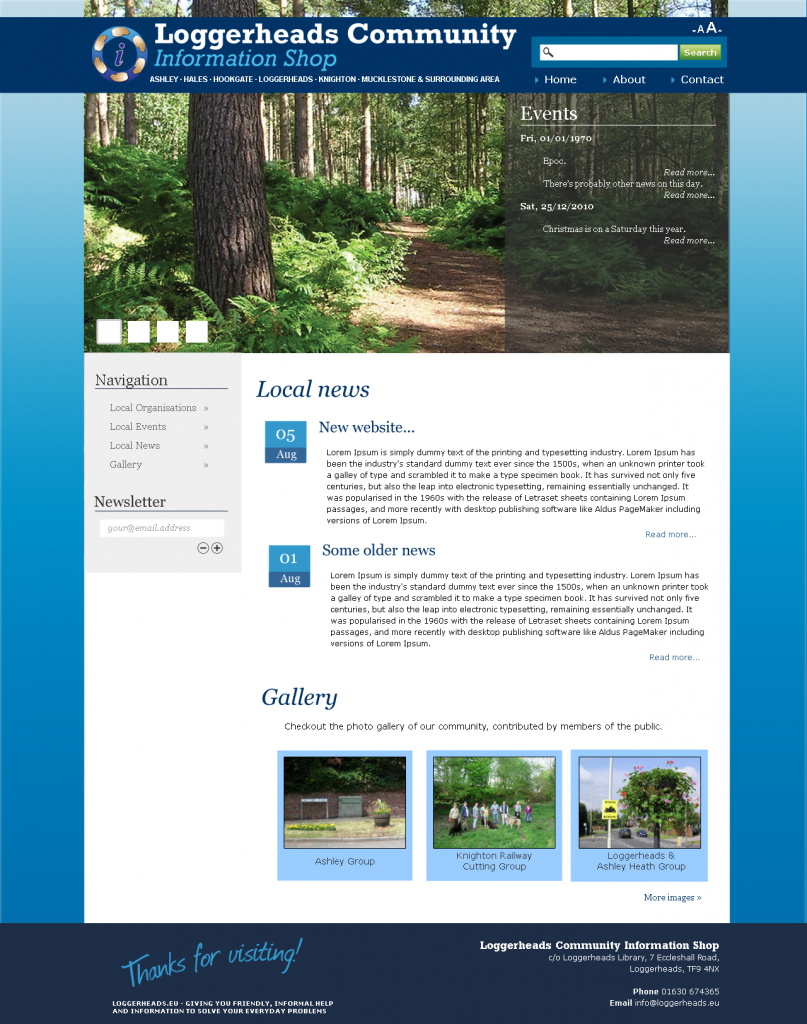 Loggerheads Community
Information Shop
ASHLEY · HALES · HOOKGATE · LOGGERHEADS · KNIGHTON · MUCKLESTONE & SURROUNDING AREA
A A
Search
Home
About
Contact
Events
Fri, 01/01/1970
Epoc.
Read more...
There's probably other news on this day.
Read more...
Sat, 25/12/2010
Christmas is on a Saturday this year.
Read more...
Navigation
Local Organisations »
Local Events »
Local News »
Gallery »
Newsletter
your@email.address
Local news
05
Aug
New website...
Lorem Ipsum is simply dummy text of the printing and typesetting industry. Lorem Ipsum has
been the industry's standard dummy text ever since the 1500s, when an unknown printer took
a galley of type and scrambled it to make a type specimen book. It has survived not only five
centuries, but also the leap into electronic typesetting, remaining essentially unchanged. It
was popularised in the 1960s with the release of Letraset sheets containing Lorem Ipsum
passages, and more recently with desktop publishing software like Aldus PageMaker including
versions of Lorem Ipsum.
Read more...
01
Aug
Some older news
Lorem Ipsum is simply dummy text of the printing and typesetting industry. Lorem Ipsum has
been the industry's standard dummy text ever since the 1500s, when an unknown printer took
a galley of type and scrambled it to make a type specimen book. It has survived not only five
centuries, but also the leap into electronic typesetting, remaining essentially unchanged. It
was popularised in the 1960s with the release of Letraset sheets containing Lorem Ipsum
passages, and more recently with desktop publishing software like Aldus PageMaker including
versions of Lorem Ipsum.
Read more...
Gallery
Checkout the photo gallery of our community, contributed by members of the public.
Ashley Group
Knighton Railway
Cutting Group
Loggerheads &
Ashley Heath Group
More images »
Thanks for visiting!
LOGGERHEADS.EU - GIVING YOU FRIENDLY, INFORMAL HELP
AND INFORMATION TO SOLVE YOUR EVERYDAY PROBLEMS
Loggerheads Community Information Shop
c/o Loggerheads Library, 7 Eccleshall Road,
Loggerheads, TF9 4NX
Phone 01630 674365
Email info@loggerheads.eu